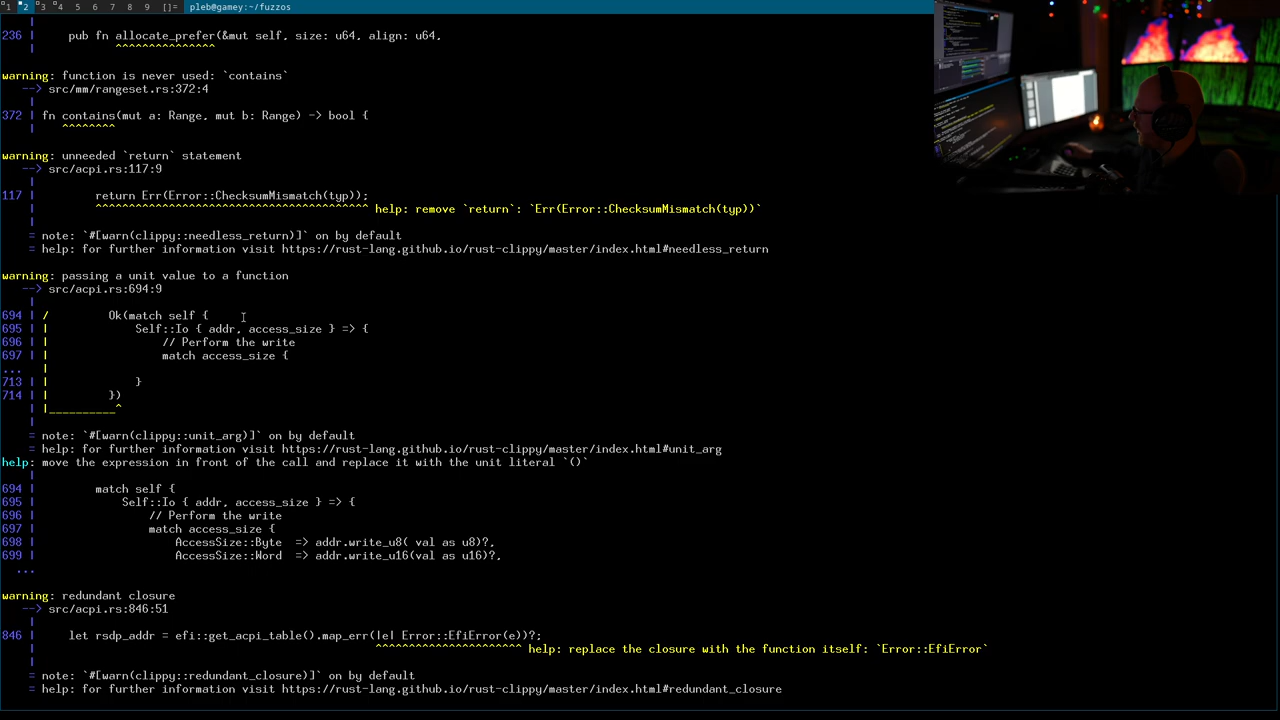 1 2 3 4 5 6 7 8 9 []= pleb@gamey:~/fuzzos
|
236 | pub fn allocate_prefer(&mut self, size: u64, align: u64,
| ^^^^^^^^^^^^^^^
warning: function is never used: `contains`
--> src/mm/rangeset.rs:372:4
|
372 | fn contains(mut a: Range, mut b: Range) -> bool {
| ^^^^^^^^
warning: unneeded `return` statement
--> src/acpi.rs:117:9
|
117 | return Err(Error::ChecksumMismatch(typ));
| ^^^^^^^^^^^^^^^^^^^^^^^^^^^^^^^^^^^^^^^^^ help: remove `return`: `Err(Error::ChecksumMismatch(typ))`
|
= note: `#[warn(clippy::needless_return)]` on by default
= help: for further information visit https://rust-lang.github.io/rust-clippy/master/index.html#needless_return
warning: passing a unit value to a function
--> src/acpi.rs:694:9
|
694 | / Ok(match self {
695 | | Self::Io { addr, access_size } => {
696 | | // Perform the write
697 | | match access_size {
... |
713 | | }
714 | | })
| |__________^
|
= note: `#[warn(clippy::unit_arg)]` on by default
= help: for further information visit https://rust-lang.github.io/rust-clippy/master/index.html#unit_arg
help: move the expression in front of the call and replace it with the unit literal `()`
|
694 | match self {
695 | Self::Io { addr, access_size } => {
696 | // Perform the write
697 | match access_size {
698 | AccessSize::Byte => addr.write_u8( val as u8)?,
699 | AccessSize::Word => addr.write_u16(val as u16)?,
...
warning: redundant closure
--> src/acpi.rs:846:51
|
846 | let rsdp_addr = efi::get_acpi_table().map_err(|e| Error::EfiError(e))?;
| ^^^^^^^^^^^^^^^^^^^^^^ help: replace the closure with the function itself: `Error::EfiError`
|
= note: `#[warn(clippy::redundant_closure)]` on by default
= help: for further information visit https://rust-lang.github.io/rust-clippy/master/index.html#redundant_closure